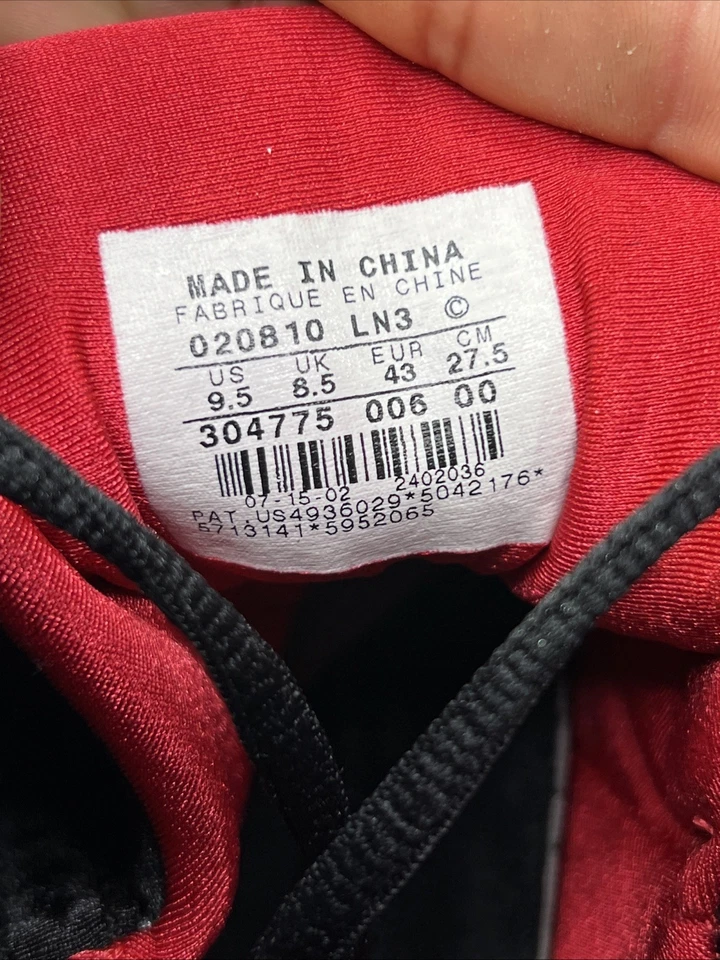 MADE IN CHINA
FABRIQUE EN CHINE
020810 LN3 ©
US UK EUR CM
9.5 8.5 43 27.5
304775 006 00
07-15-02 2402036
PAT.US4936029*5042176*
5713141*5952065